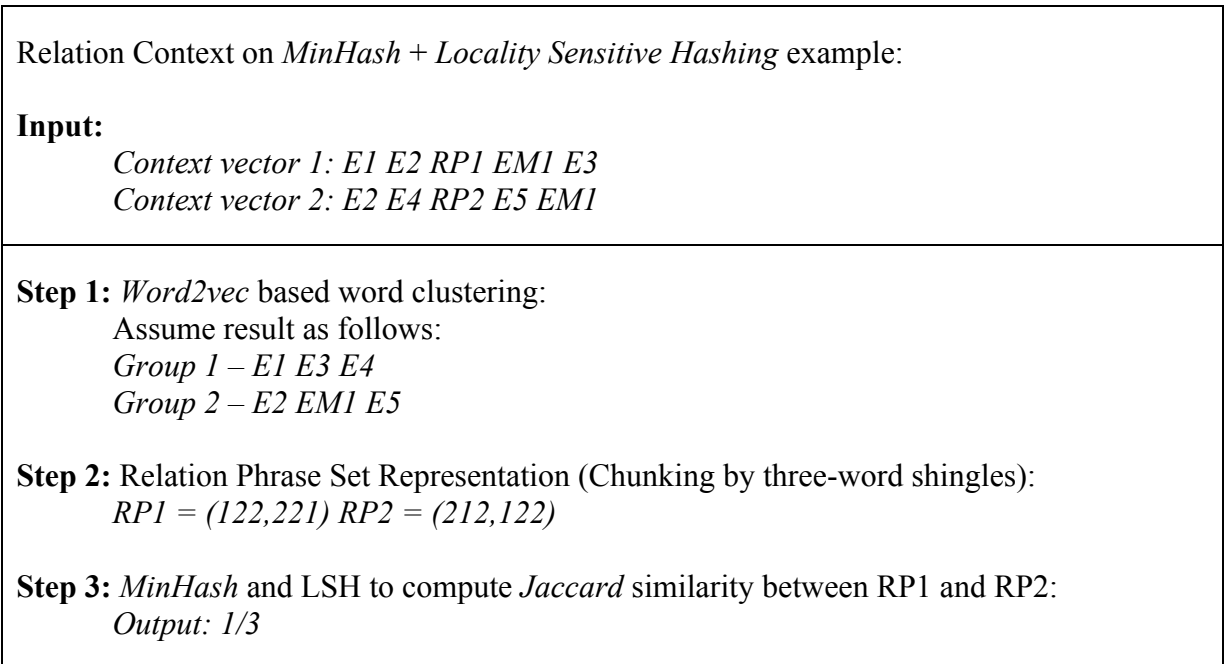 Relation Context on MinHash + Locality Sensitive Hashing example:
Input:
Context vector 1: E1 E2 RP1 EM1 E3
Context vector 2: E2 E4 RP2 E5 EM1
Step 1: Word2vec based word clustering:
Assume result as follows:
Group 1 – E1 E3 E4
Group 2 – E2 EM1 E5
Step 2: Relation Phrase Set Representation (Chunking by three-word shingles):
RP1 = (122,221) RP2 = (212,122)
Step 3: MinHash and LSH to compute Jaccard similarity between RP1 and RP2:
Output: 1/3